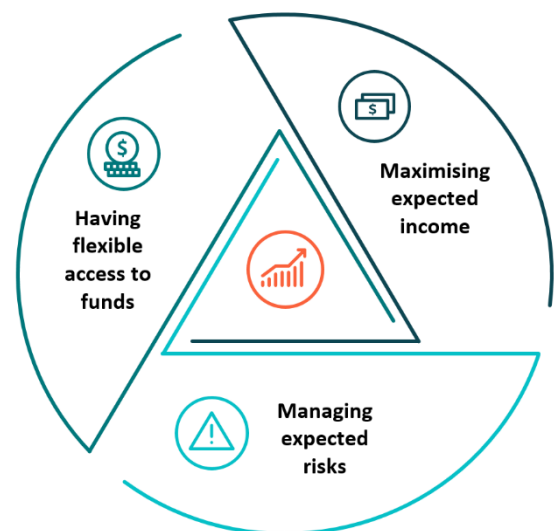 Maximising
expected
income
Having
flexible
access to
funds
Managing
expected
risks
$
$